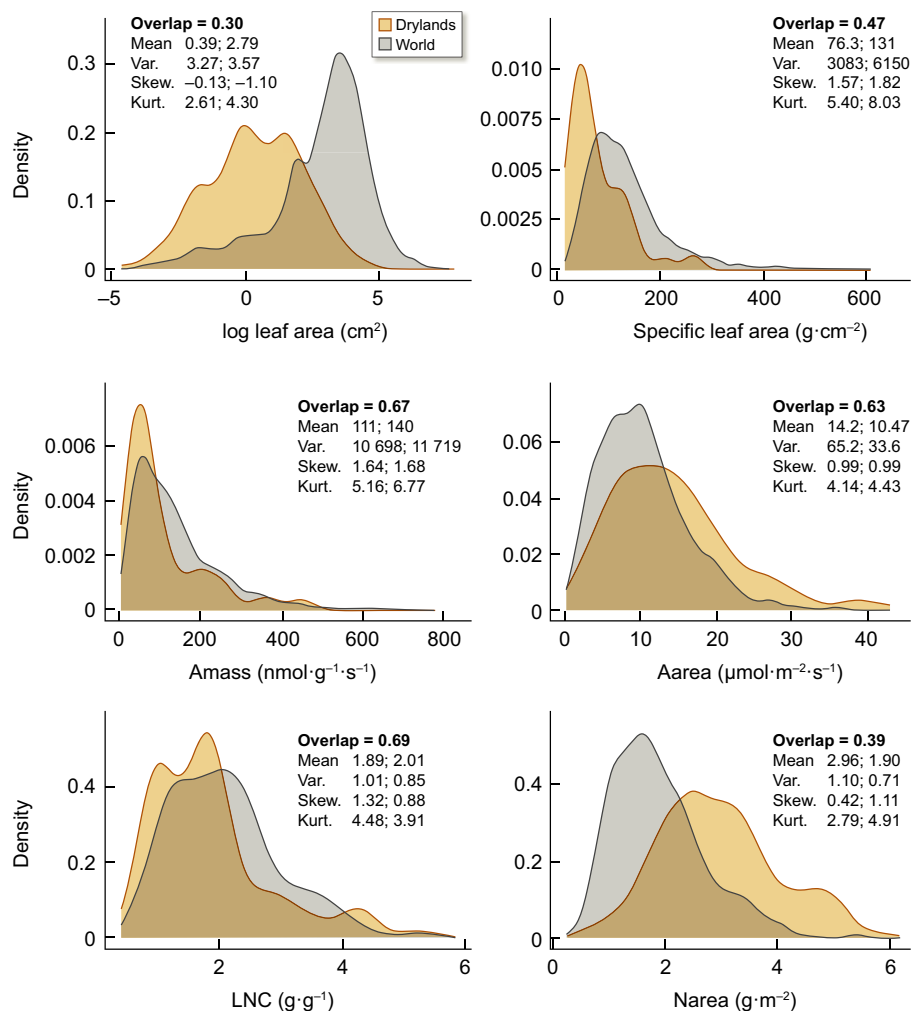 Overlap = 0.30
Mean 0.39; 2.79
Var. 3.27; 3.57
Skew. –0.13; –1.10
Kurt. 2.61; 4.30
Drylands
World
Density
0.3
0.2
0.1
0
–5 0 5
log leaf area (cm²)
Overlap = 0.47
Mean 76.3; 131
Var. 3083; 6150
Skew 1.57; 1.82
Kurt. 5.40; 8.03
0.010
0.0075
0.005
0.0025
0
0 200 400 600
Specific leaf area (g·cm⁻²)
Overlap = 0.67
Mean 111; 140
Var. 10 698; 11 719
Skew. 1.64; 1.68
Kurt. 5.16; 6.77
Density
0.006
0.004
0.002
0
0 200 400 600 800
Amass (nmol·g⁻¹·s⁻¹)
Overlap = 0.63
Mean 14.2; 10.47
Var. 65.2; 33.6
Skew. 0.99; 0.99
Kurt. 4.14; 4.43
0.06
0.04
0.02
0
0 10 20 30 40
Aarea (µmol·m⁻²·s⁻¹)
Overlap = 0.69
Mean 1.89; 2.01
Var. 1.01; 0.85
Skew. 1.32; 0.88
Kurt. 4.48; 3.91
Density
0.4
0.2
0
2 4 6
LNC (g·g⁻¹)
Overlap = 0.39
Mean 2.96; 1.90
Var. 1.10; 0.71
Skew. 0.42; 1.11
Kurt. 2.79; 4.91
0.4
0.2
0
0 2 4 6
Narea (g·m⁻²)